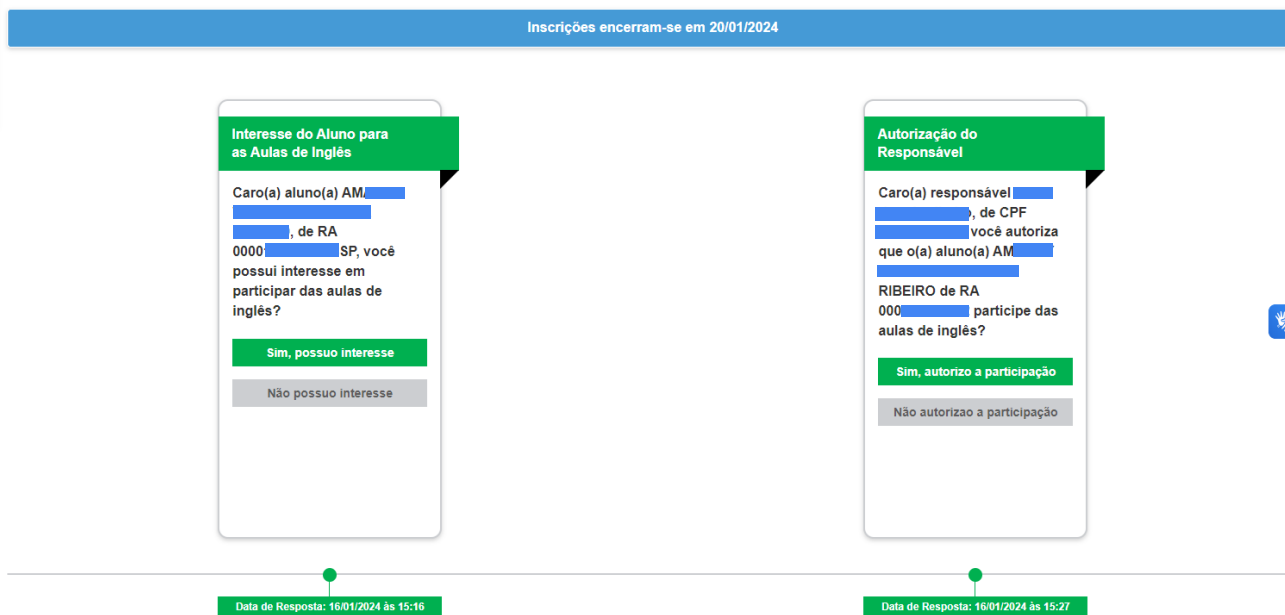 Inscrições encerram-se em 20/01/2024
Interesse do Aluno para
as Aulas de Inglês
Caro(a) aluno(a) AM
, de RA
0000 SP, você
possui interesse em
participar das aulas de
inglês?
Sim, possuo interesse
Não possuo interesse
Data de Resposta: 16/01/2024 às 15:16
Autorização do
Responsável
Caro(a) responsável
, de CPF
você autoriza
que o(a) aluno(a) AM
RIBEIRO de RA
000 participe das
aulas de inglês?
Sim, autorizo a participação
Não autorizao a participação
Data de Resposta: 16/01/2024 às 15:27